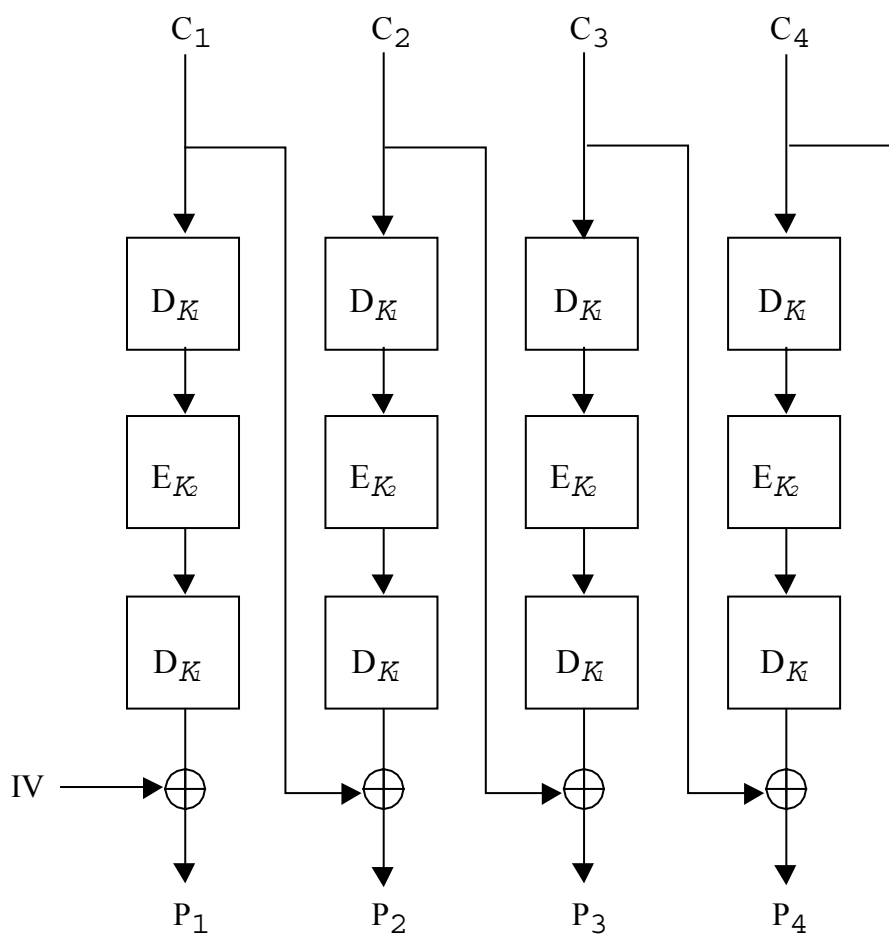 C1 C2 C3 C4
DK1 DK1 DK1 DK1
EK2 EK2 EK2 EK2
DK1 DK1 DK1 DK1
IV
P1 P2 P3 P4